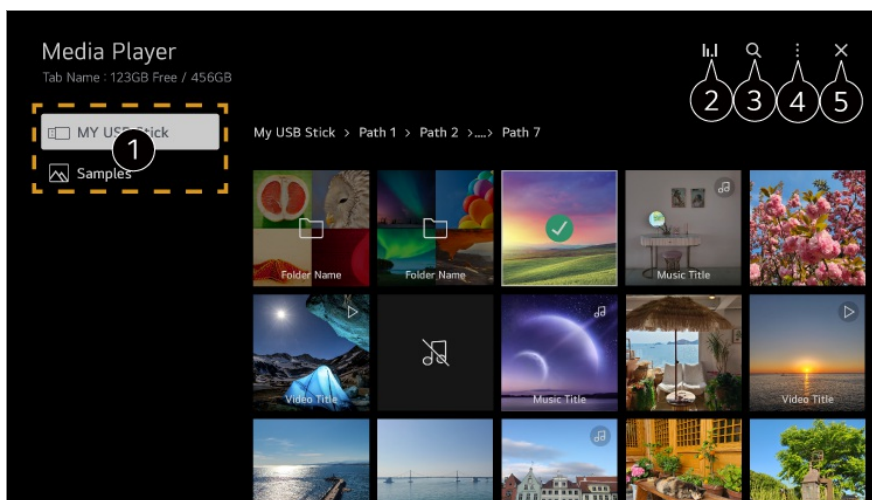 Media Player
Tab Name : 123GB Free / 456GB
2
3
4
5
MY USB Stick
1
Samples
My USB Stick > Path 1 > Path 2 >....> Path 7
Folder Name
Folder Name
Music Title
Video Title
Music Title
Video Title